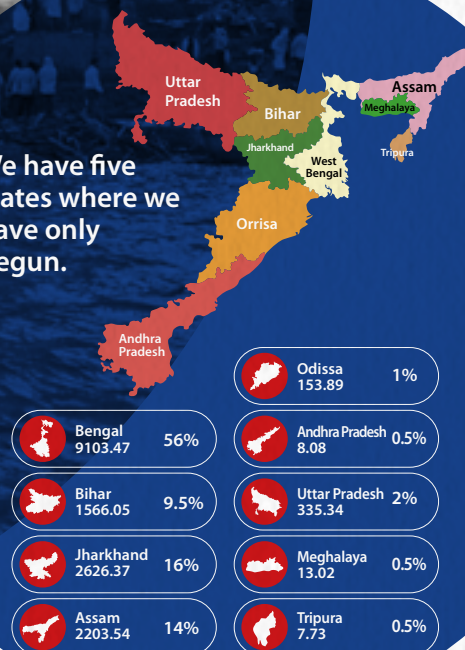 Uttar
Pradesh
Bihar
Assam
Meghalaya
Jharkhand
West
Bengal
Tripura
have five
where we
only
Orrisa
Andhra
Pradesh
Odissa
153.89
1%
Bengal
9103.47
56%
Andhra Pradesh
8.08
0.5%
Bihar
1566.05
9.5%
Uttar Pradesh
335.34
2%
Jharkhand
2626.37
16%
Meghalaya
13.02
0.5%
Assam
2203.54
14%
Tripura
7.73
0.5%